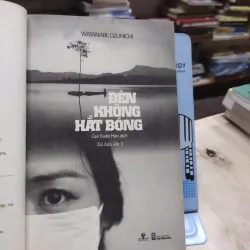 WATANABE DZUNICHI
ĐÈN
KHÔNG
HẮT BÓNG
Cao Xuân Hạo dịch
Tái bản lần 3